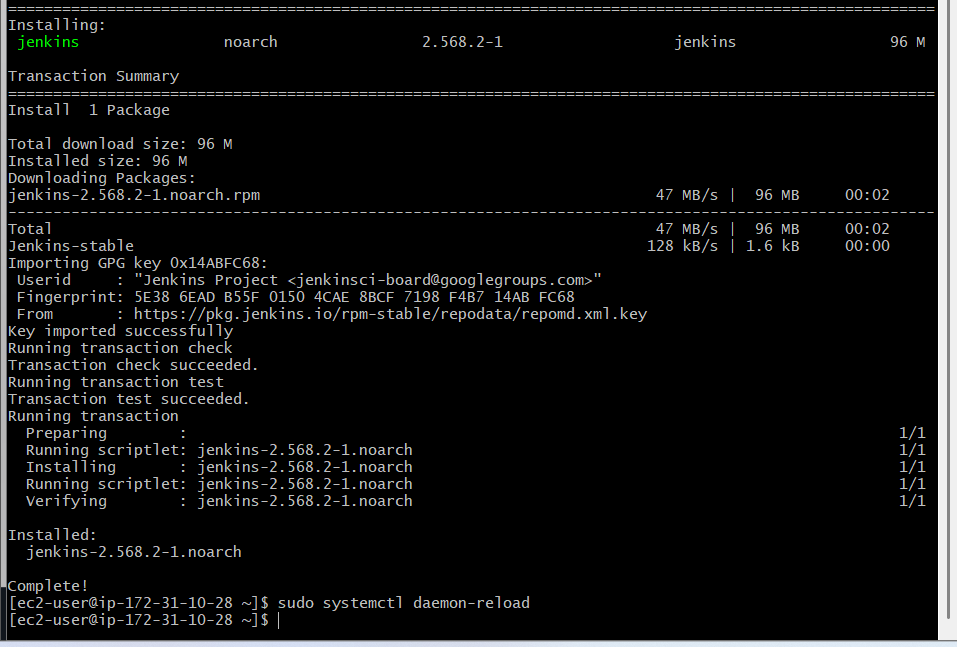 ================================================================================
Installing:
jenkins noarch 2.568.2-1 jenkins 96 M
Transaction Summary
================================================================================
Install 1 Package
Total download size: 96 M
Installed size: 96 M
Downloading Packages:
jenkins-2.568.2-1.noarch.rpm 47 MB/s | 96 MB 00:02
--------------------------------------------------------------------------------
Total 47 MB/s | 96 MB 00:02
Jenkins-stable 128 kB/s | 1.6 kB 00:00
Importing GPG key 0x14ABFC68:
Userid : "Jenkins Project <jenkinsci-board@googlegroups.com>"
Fingerprint: 5E38 6EAD B55F 0150 4CAE 8BCF 7198 F4B7 14AB FC68
From : https://pkg.jenkins.io/rpm-stable/repodata/repomd.xml.key
Key imported successfully
Running transaction check
Transaction check succeeded.
Running transaction test
Transaction test succeeded.
Running transaction
Preparing : 1/1
Running scriptlet: jenkins-2.568.2-1.noarch 1/1
Installing : jenkins-2.568.2-1.noarch 1/1
Running scriptlet: jenkins-2.568.2-1.noarch 1/1
Verifying : jenkins-2.568.2-1.noarch 1/1
Installed:
jenkins-2.568.2-1.noarch
Complete!
[ec2-user@ip-172-31-10-28 ~]$ sudo systemctl daemon-reload
[ec2-user@ip-172-31-10-28 ~]$